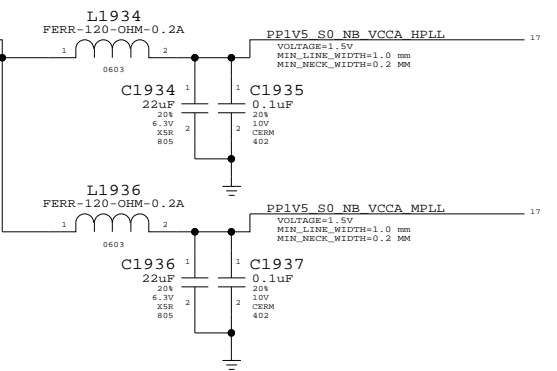 L1934
FERR-120-OHM-0.2A
1 2
0603
PP1V5_S0_NB_VCCA_HPLL 17
VOLTAGE=1.5V
MIN_LINE_WIDTH=1.0 mm
MIN_NECK_WIDTH=0.2 MM
C1934 1
22uF
20%
6.3V
X5R 2
805
1 C1935
0.1uF
20%
10V
2 CERM
402
L1936
FERR-120-OHM-0.2A
1 2
0603
PP1V5_S0_NB_VCCA_MPLL 17
VOLTAGE=1.5V
MIN_LINE_WIDTH=1.0 mm
MIN_NECK_WIDTH=0.2 MM
C1936 1
22uF
20%
6.3V 2
X5R
805
1 C1937
0.1uF
20%
2 10V
CERM
402